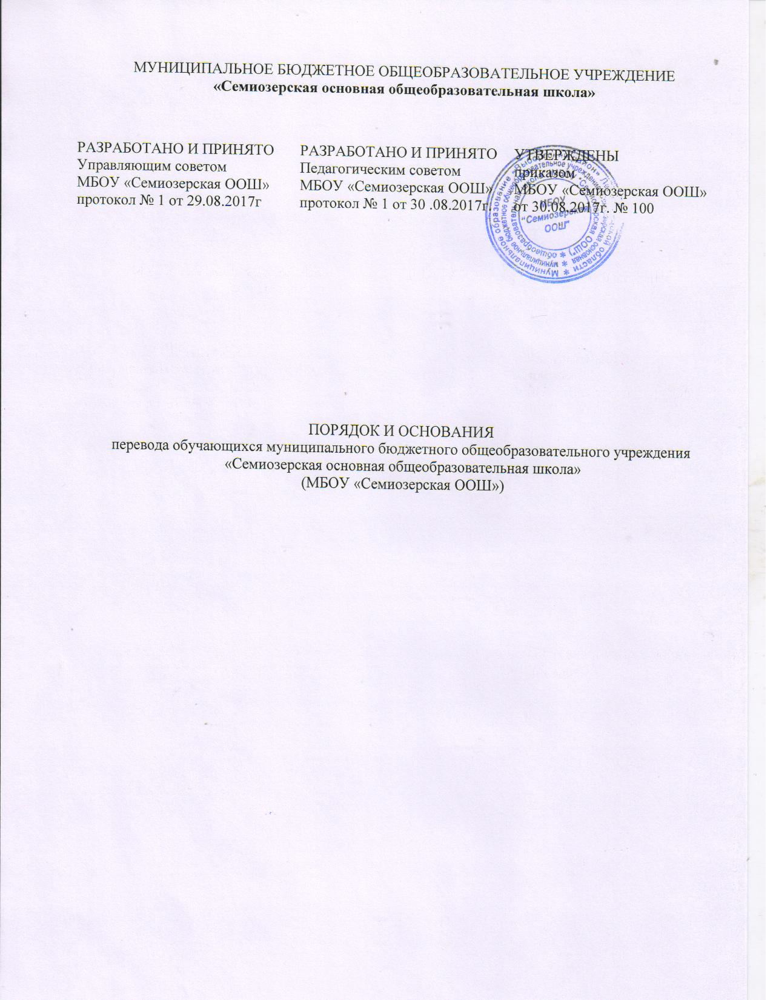 МУНИЦИПАЛЬНОЕ БЮДЖЕТНОЕ ОБЩЕОБРАЗОВАТЕЛЬНОЕ УЧРЕЖДЕНИЕ
«Семиозерская основная общеобразовательная школа»
РАЗРАБОТАНО И ПРИНЯТО
Управляющим советом
МБОУ «Семиозерская ООШ»
протокол № 1 от 29.08.2017г
РАЗРАБОТАНО И ПРИНЯТО
Педагогическим советом
МБОУ «Семиозерская ООШ»
протокол № 1 от 30 .08.2017г.
УТВЕРЖДЕНЫ
приказом
МБОУ «Семиозерская ООШ»
от 30.08.2017г. № 100
МБОУ
"Семиозерская
ООШ"
ПОРЯДОК И ОСНОВАНИЯ
перевода обучающихся муниципального бюджетного общеобразовательного учреждения
«Семиозерская основная общеобразовательная школа»
(МБОУ «Семиозерская ООШ»)